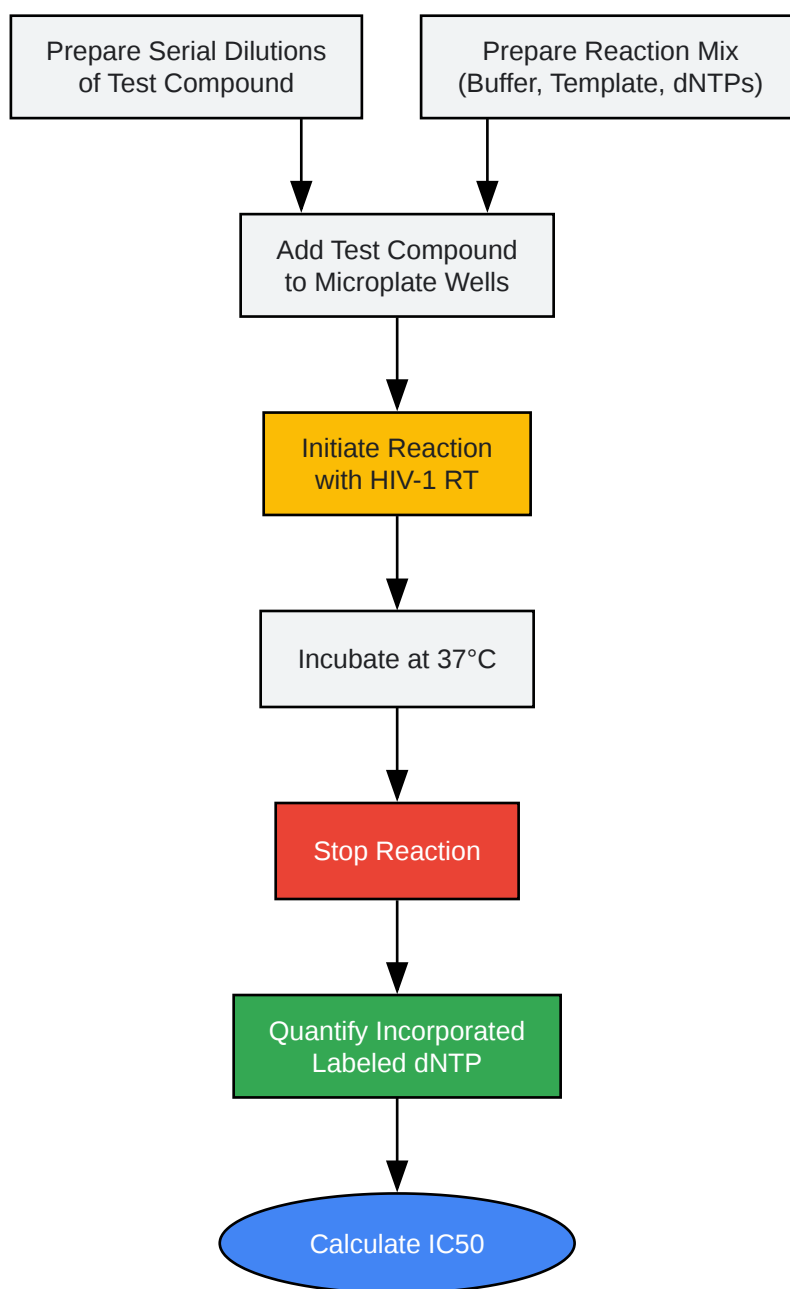 Prepare Serial Dilutions
of Test Compound
Prepare Reaction Mix
(Buffer, Template, dNTPs)
Add Test Compound
to Microplate Wells
Initiate Reaction
with HIV-1 RT
Incubate at 37°C
Stop Reaction
Quantify Incorporated
Labeled dNTP
Calculate IC50